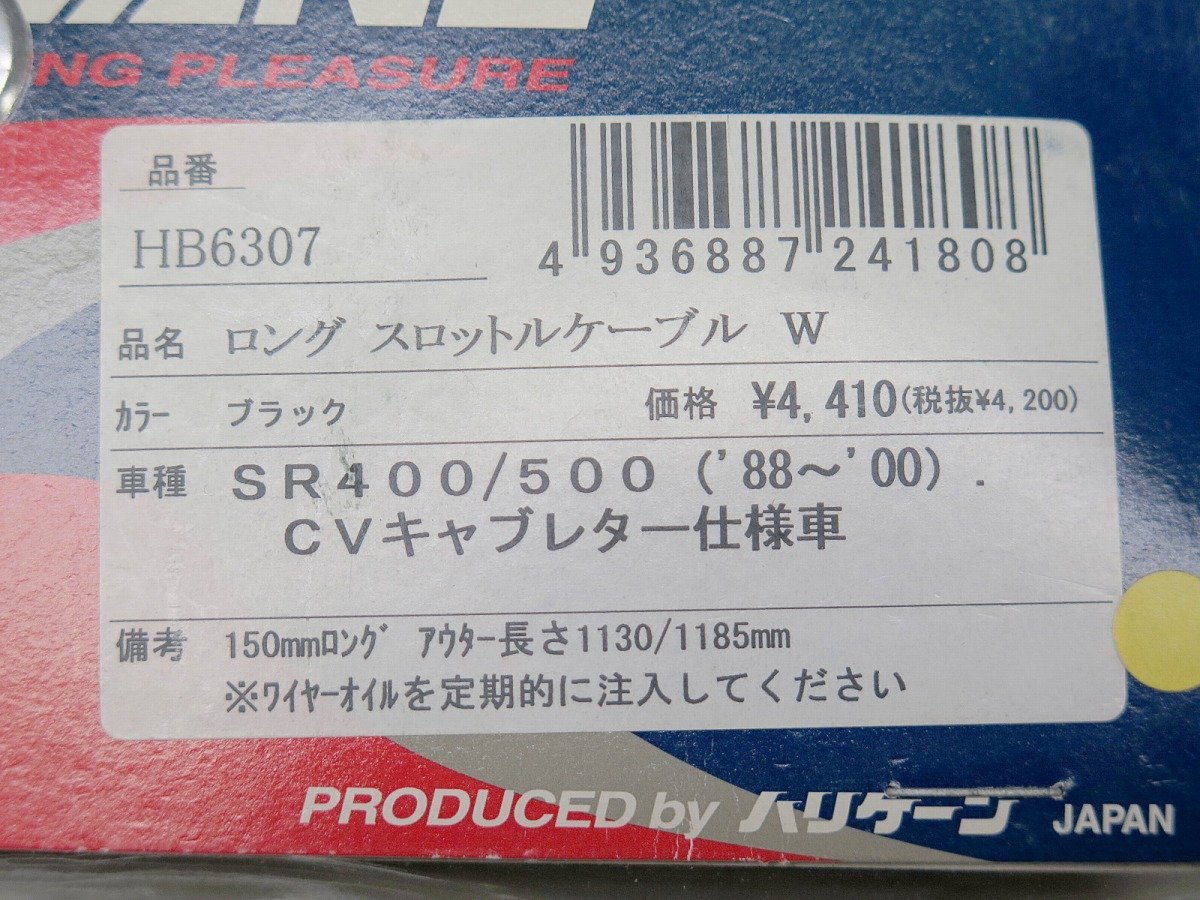 NG PLEASURE
品番
HB6307
4 936887 241808
品名 ロング スロットルケーブル W
ｶﾗｰ ブラック 価格 ¥4,410(税抜¥4,200)
車種 SR400/500 ('88～'00).
CVキャブレター仕様車
備考 150mmﾛﾝｸﾞ ｱｳﾀｰ長さ1130/1185mm
※ﾜｲﾔｰｵｲﾙを定期的に注入してください
PRODUCED by ハリケーン JAPAN